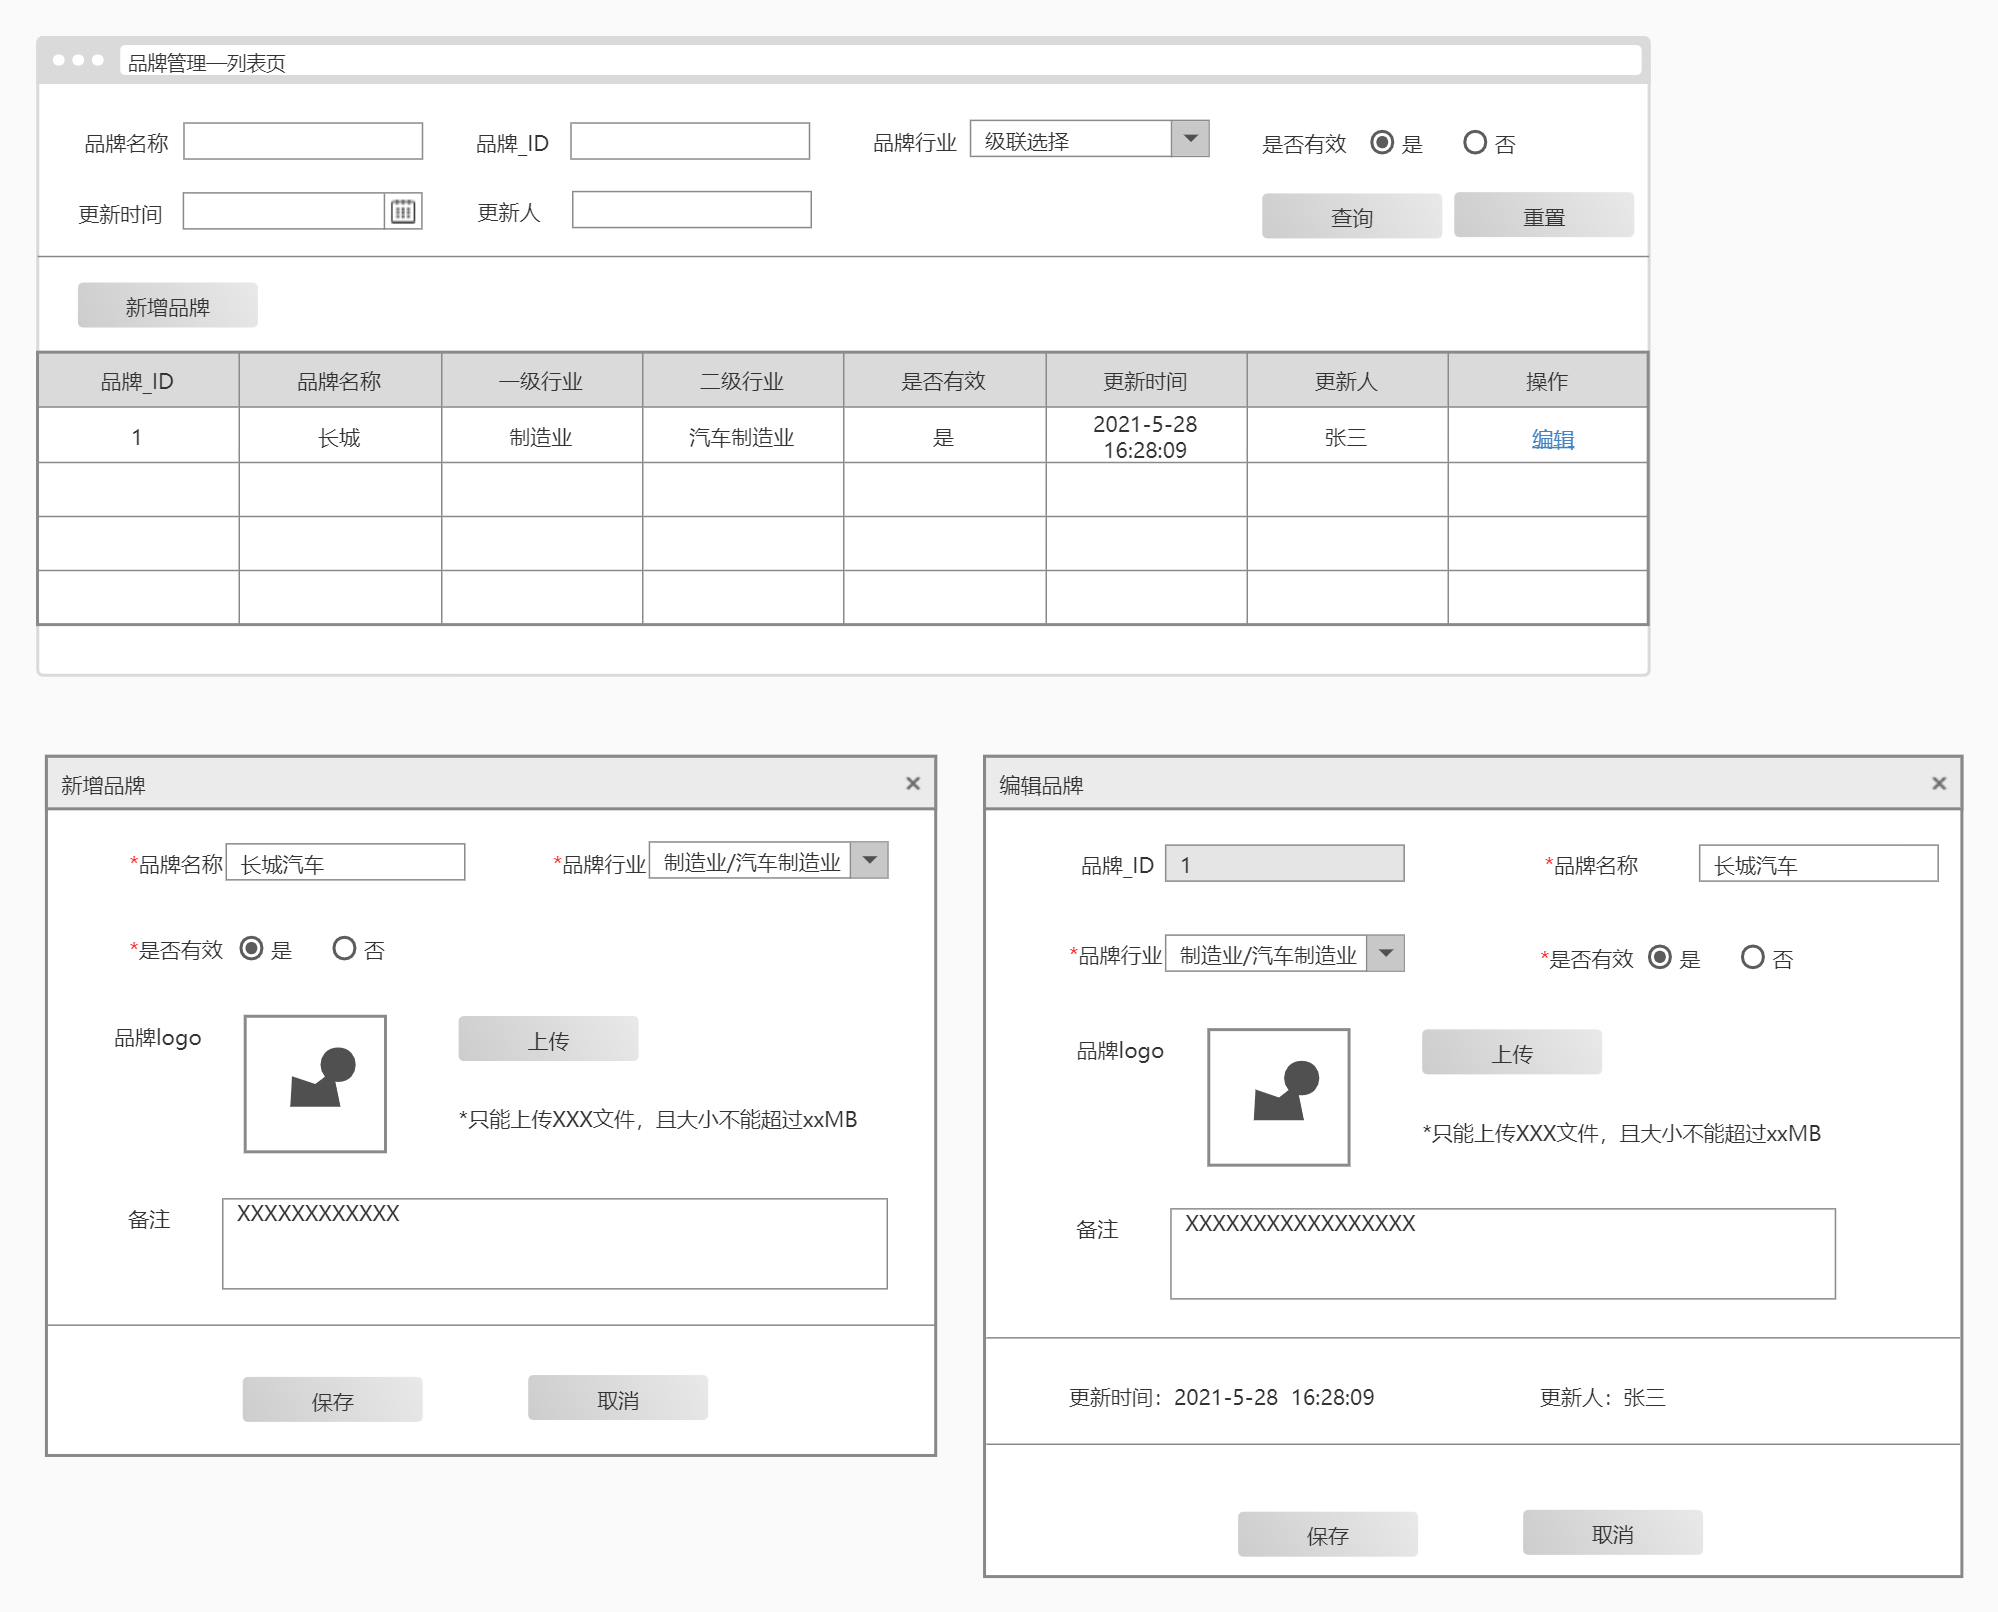 品牌管理—列表页
品牌名称 品牌_ID 品牌行业 级联选择 是否有效 是 否
更新时间 更新人 查询 重置
新增品牌
品牌_ID 品牌名称 一级行业 二级行业 是否有效 更新时间 更新人 操作
1 长城 制造业 汽车制造业 是 2021-5-28 16:28:09 张三 编辑
新增品牌
*品牌名称 长城汽车 *品牌行业 制造业/汽车制造业
*是否有效 是 否
品牌logo 上传
*只能上传XXX文件，且大小不能超过xxMB
备注 XXXXXXXXXXXX
保存 取消
编辑品牌
品牌_ID 1 *品牌名称 长城汽车
*品牌行业 制造业/汽车制造业 *是否有效 是 否
品牌logo 上传
*只能上传XXX文件，且大小不能超过xxMB
备注 XXXXXXXXXXXXXXXXX
更新时间：2021-5-28 16:28:09 更新人：张三
保存 取消